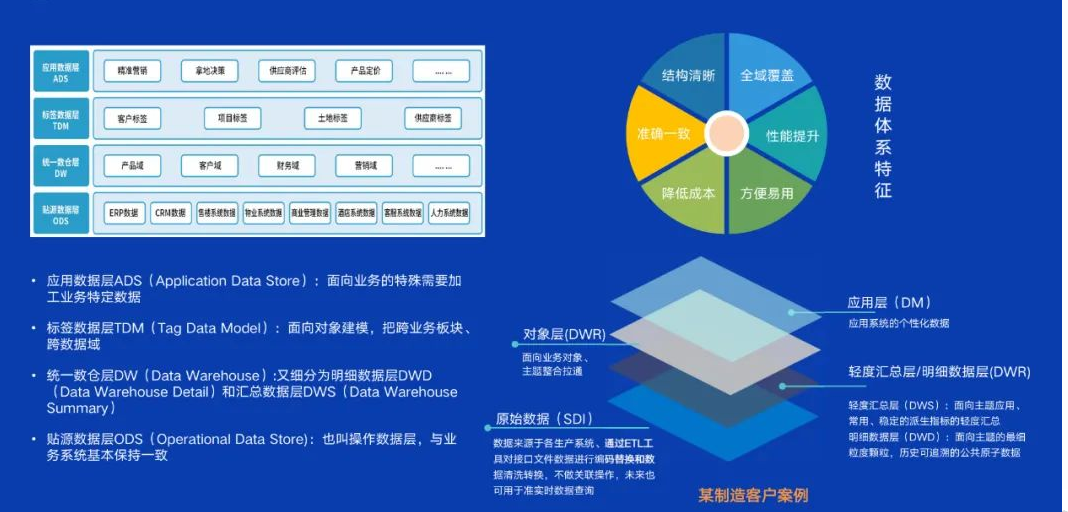 应用数据层
ADS
精准营销 拿地决策 供应商评估 产品定价 ……
标签数据层
TDM
客户标签 项目标签 土地标签 供应商标签
统一数仓层
DW
产品域 客户域 财务域 营销域 ……
贴源数据层
ODS
ERP数据 CRM数据 售楼系统数据 物业系统数据 商业管理数据 酒店系统数据 客服系统数据 人力系统数据
• 应用数据层ADS（Application Data Store）：面向业务的特殊需要加
工业务特定数据
• 标签数据层TDM（Tag Data Model）：面向对象建模，把跨业务板块、
跨数据域
• 统一数仓层DW（Data Warehouse）:又细分为明细数据层DWD
（Data Warehouse Detail）和汇总数据层DWS（Data Warehouse
Summary）
• 贴源数据层ODS（Operational Data Store)：也叫操作数据层，与业
务系统基本保持一致
结构清晰 全域覆盖
准确一致 性能提升
降低成本 方便易用
数据体系特征
对象层(DWR)
面向业务对象、
主题整合拉通
原始数据（SDI）
数据来源于各生产系统、通过ETL工
具对接口文件数据进行编码替换和数
据清洗转换，不做关联操作，未来也
可用于准实时数据查询
应用层（DM）
应用系统的个性化数据
轻度汇总层/明细数据层(DWR)
轻度汇总层（DWS）：面向主题应用、
常用、稳定的派生指标的轻度汇总
明细数据层（DWD）：面向主题的最细
粒度颗粒，历史可追溯的公共原子数据
某制造客户案例